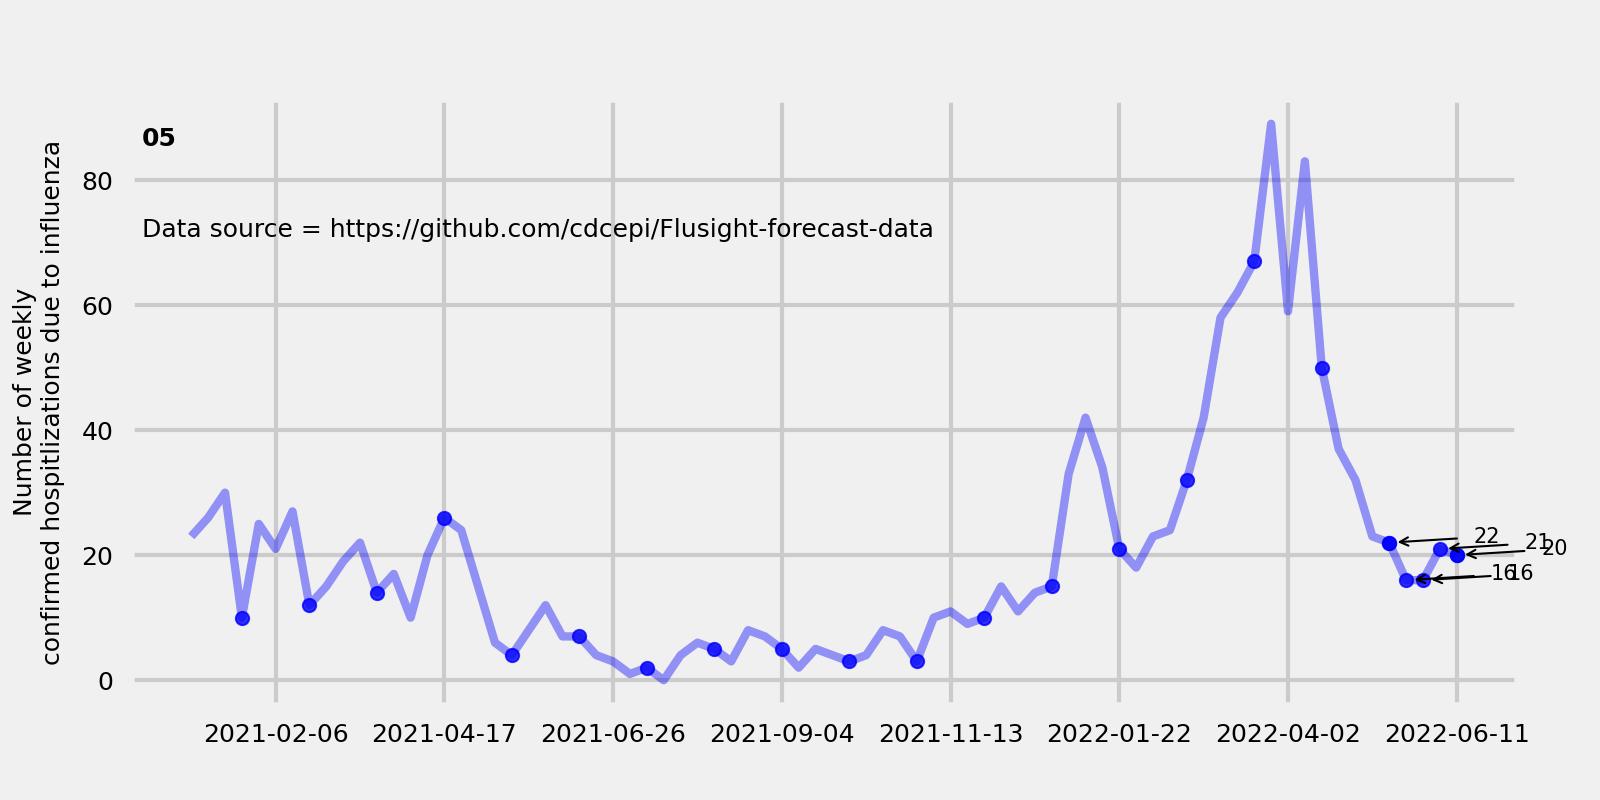 05
80
Data source = https://github.com/cdcepi/Flusight-forecast-data
Number of weekly
confirmed hospitlizations due to influenza
60
40
20
0
22
21
20
16
16
2021-02-06 2021-04-17 2021-06-26 2021-09-04 2021-11-13 2022-01-22 2022-04-02 2022-06-11